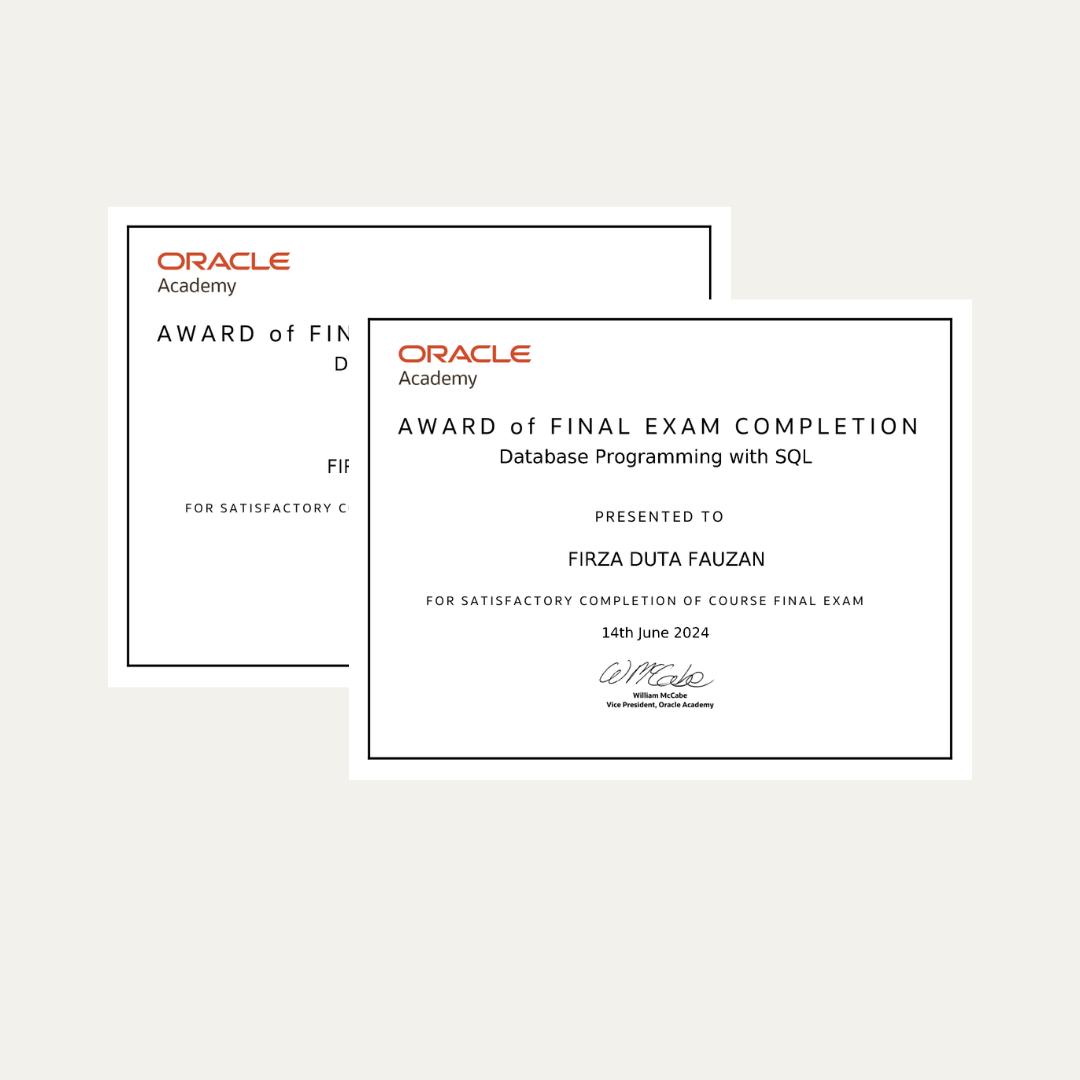 ORACLE
Academy
AWARD of FIN
D
FIR
FOR SATISFACTORY C
ORACLE
Academy
AWARD of FINAL EXAM COMPLETION
Database Programming with SQL
PRESENTED TO
FIRZA DUTA FAUZAN
FOR SATISFACTORY COMPLETION OF COURSE FINAL EXAM
14th June 2024
W McCabe
William McCabe
Vice President, Oracle Academy